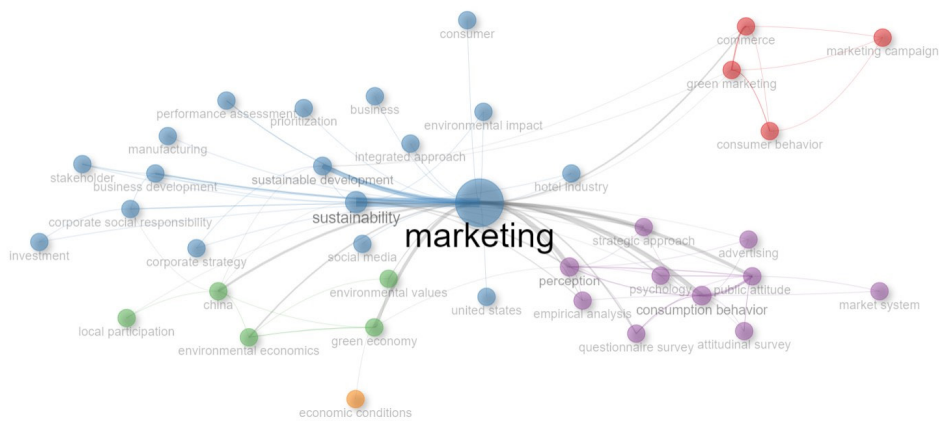 consumer
commerce
marketing campaign
green marketing
performance assessment
prioritization
business
environmental impact
consumer behavior
manufacturing
integrated approach
stakeholder
business development
sustainable development
hotel industry
corporate social responsibility
sustainability
marketing
strategic approach
investment
corporate strategy
social media
advertising
china
environmental values
perception
psychology
public attitude
local participation
united states
empirical analysis
consumption behavior
market system
environmental economics
green economy
questionnaire survey
attitudinal survey
economic conditions